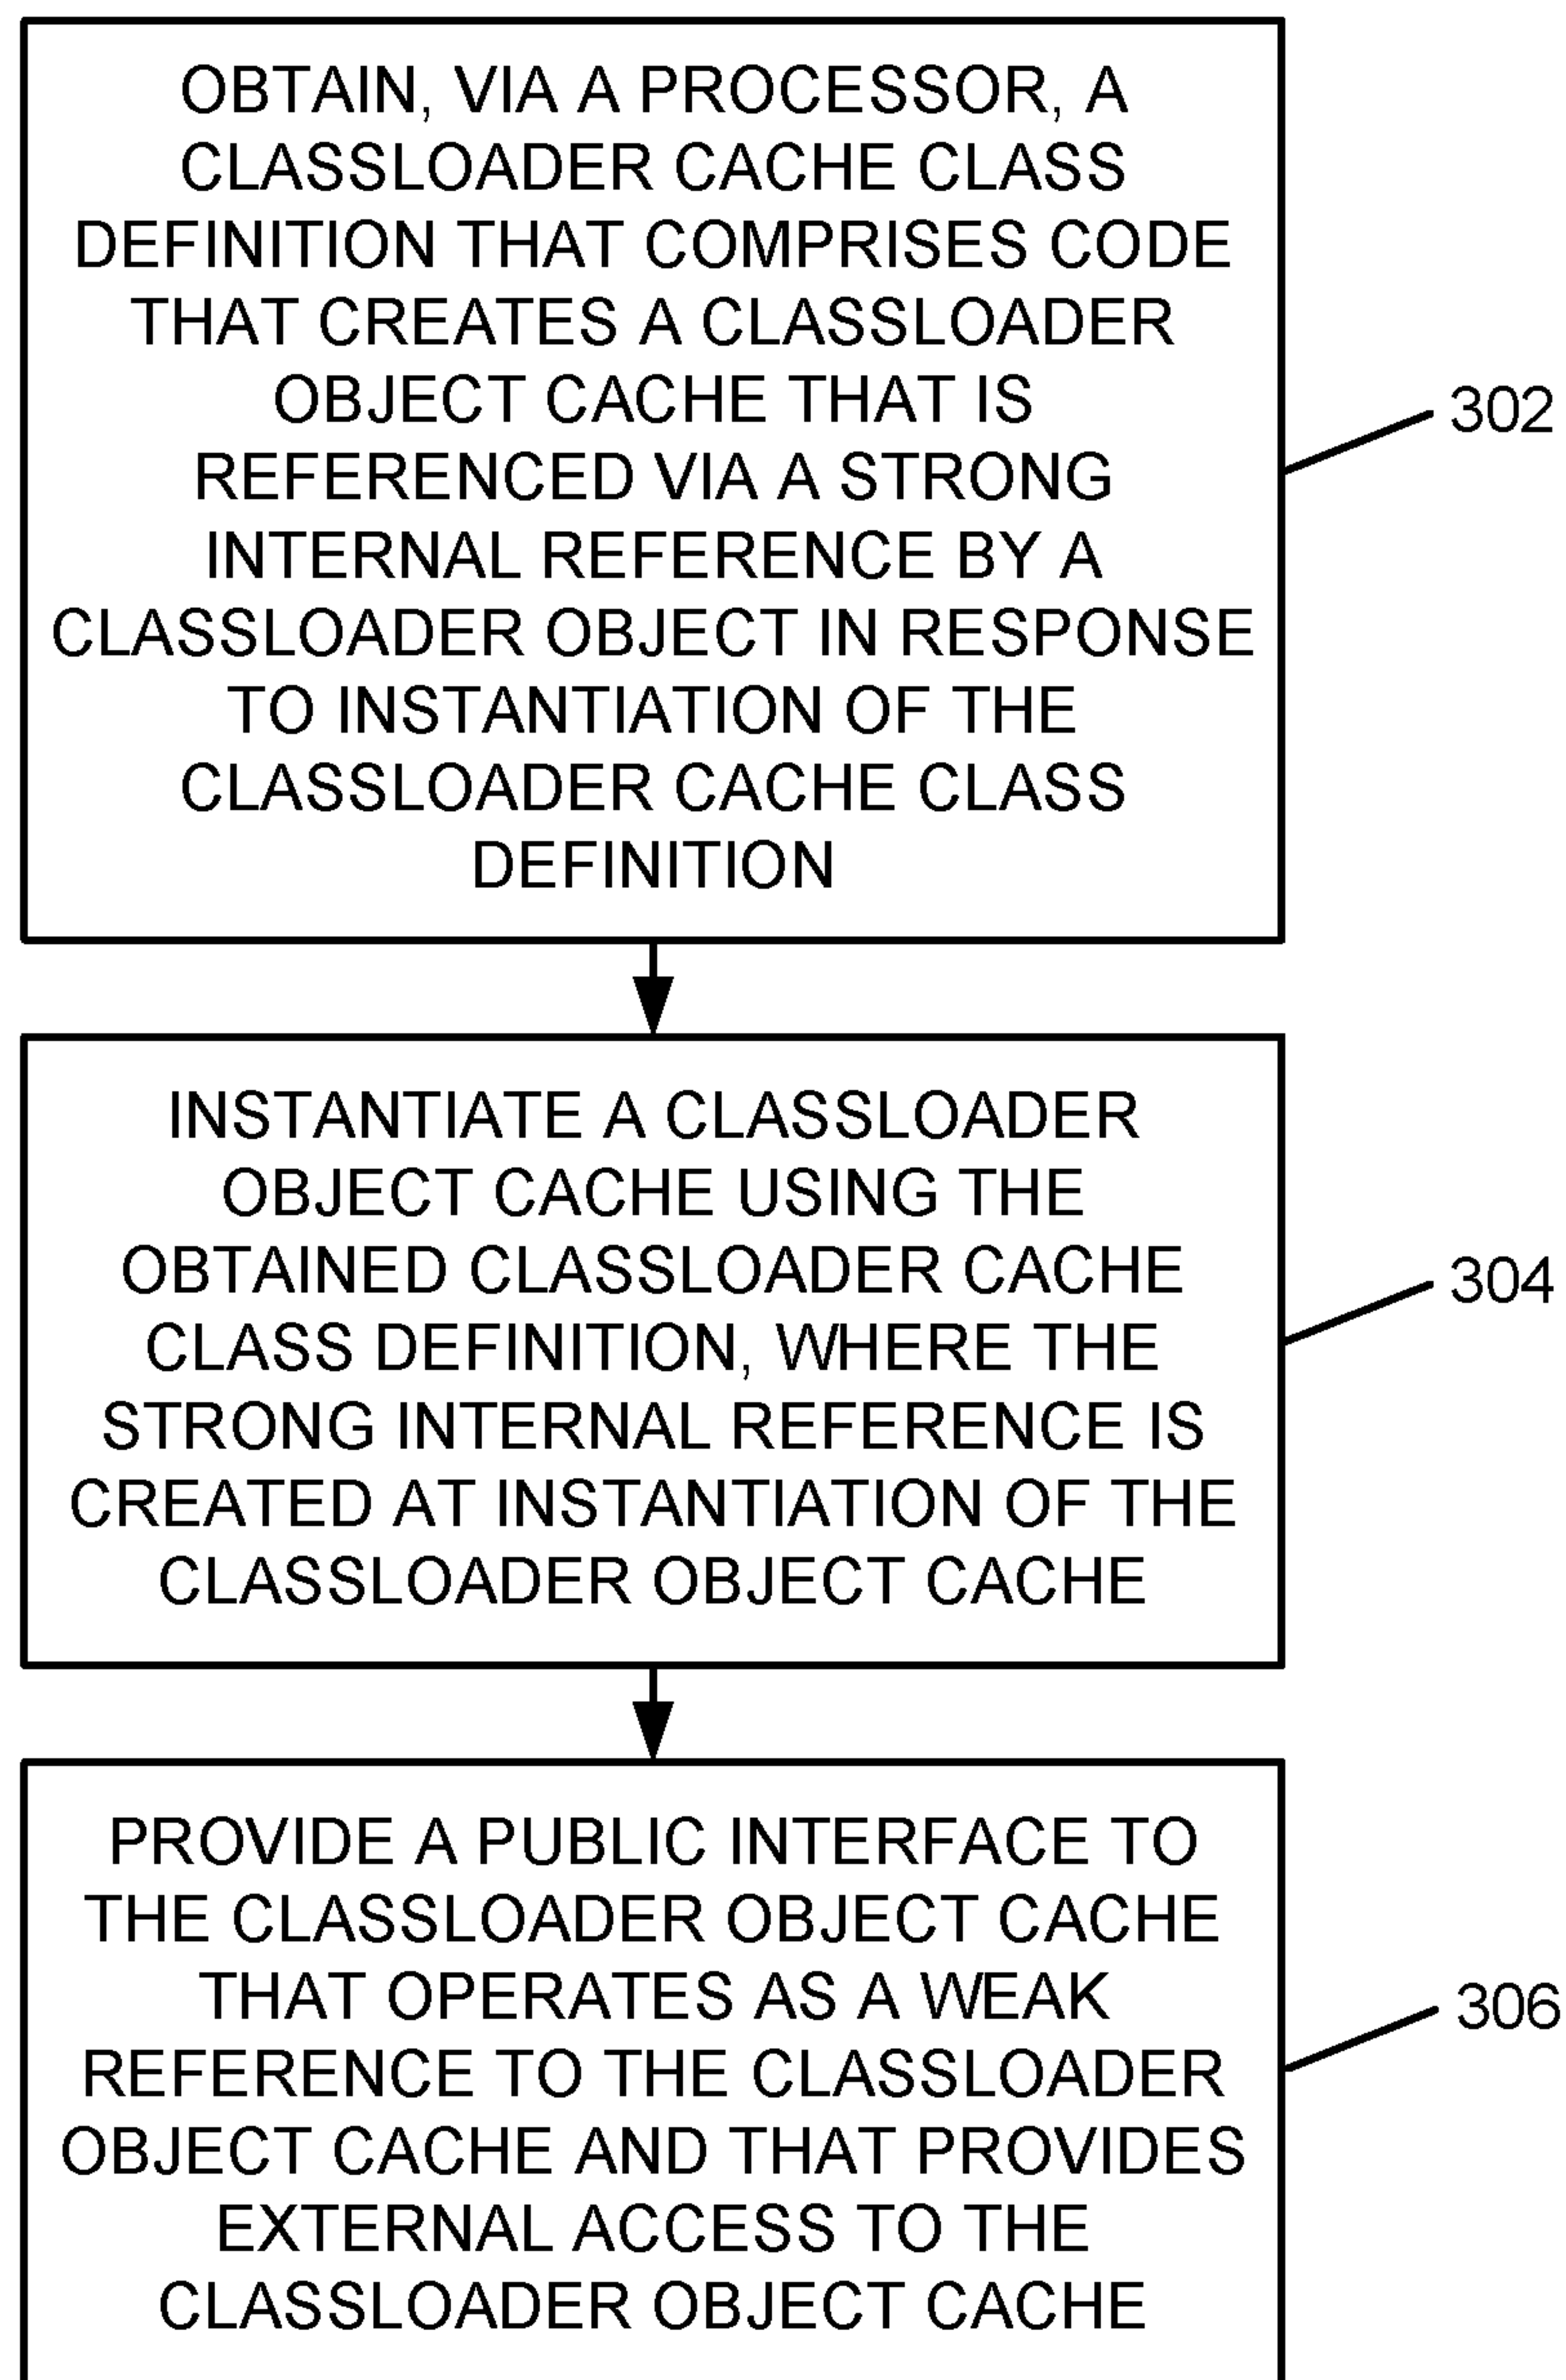 OBTAIN, VIA A PROCESSOR, A
CLASSLOADER CACHE CLASS
DEFINITION THAT COMPRISES CODE
THAT CREATES A CLASSLOADER
OBJECT CACHE THAT IS
REFERENCED VIA A STRONG
INTERNAL REFERENCE BY A
CLASSLOADER OBJECT IN RESPONSE
TO INSTANTIATION OF THE
CLASSLOADER CACHE CLASS
DEFINITION
302
INSTANTIATE A CLASSLOADER
OBJECT CACHE USING THE
OBTAINED CLASSLOADER CACHE
CLASS DEFINITION, WHERE THE
STRONG INTERNAL REFERENCE IS
CREATED AT INSTANTIATION OF THE
CLASSLOADER OBJECT CACHE
304
PROVIDE A PUBLIC INTERFACE TO
THE CLASSLOADER OBJECT CACHE
THAT OPERATES AS A WEAK
REFERENCE TO THE CLASSLOADER
OBJECT CACHE AND THAT PROVIDES
EXTERNAL ACCESS TO THE
CLASSLOADER OBJECT CACHE
306